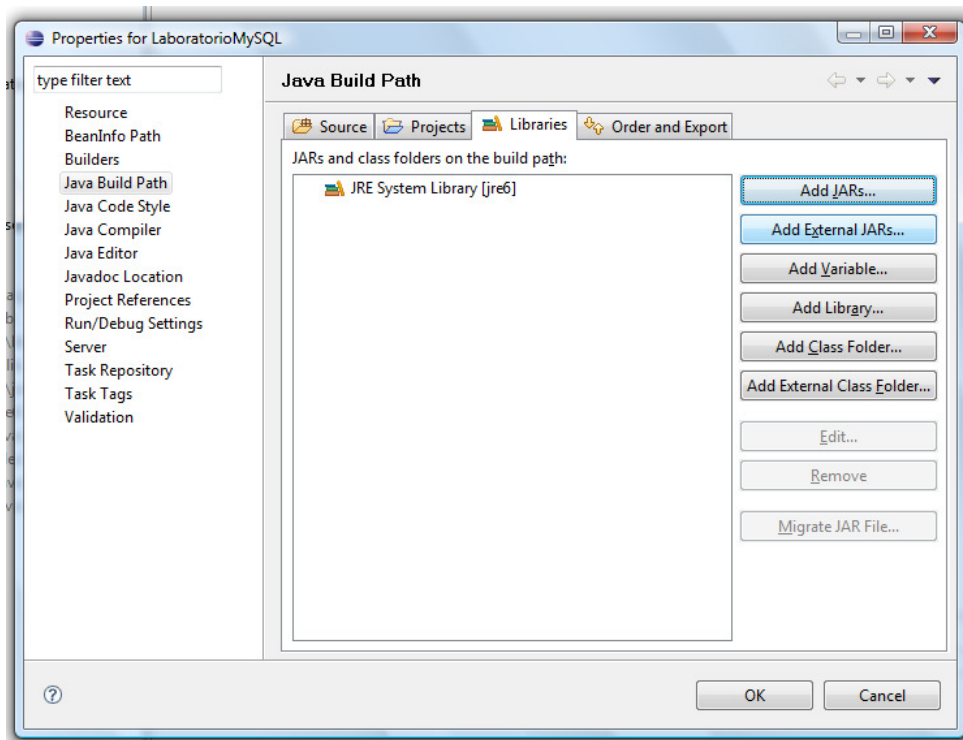 Properties for LaboratorioMySQL
type filter text
Resource
BeanInfo Path
Builders
Java Build Path
Java Code Style
Java Compiler
Java Editor
Javadoc Location
Project References
Run/Debug Settings
Server
Task Repository
Task Tags
Validation
Java Build Path
Source Projects Libraries Order and Export
JARs and class folders on the build path:
JRE System Library [jre6]
Add JARs...
Add External JARs...
Add Variable...
Add Library...
Add Class Folder...
Add External Class Folder...
Edit...
Remove
Migrate JAR File...
OK Cancel